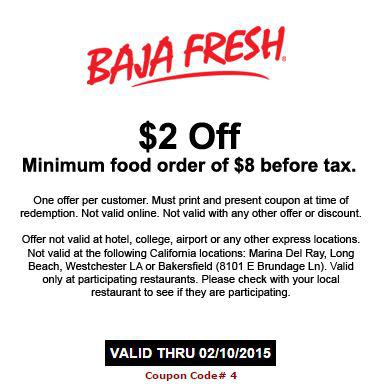 BAJA FRESH®
$2 Off
Minimum food order of $8 before tax.
One offer per customer. Must print and present coupon at time of
redemption. Not valid online. Not valid with any other offer or discount.
Offer not valid at hotel, college, airport or any other express locations.
Not valid at the following California locations: Marina Del Ray, Long
Beach, Westchester LA or Bakersfield (8101 E Brundage Ln). Valid
only at participating restaurants. Please check with your local
restaurant to see if they are participating.
VALID THRU 02/10/2015
Coupon Code# 4